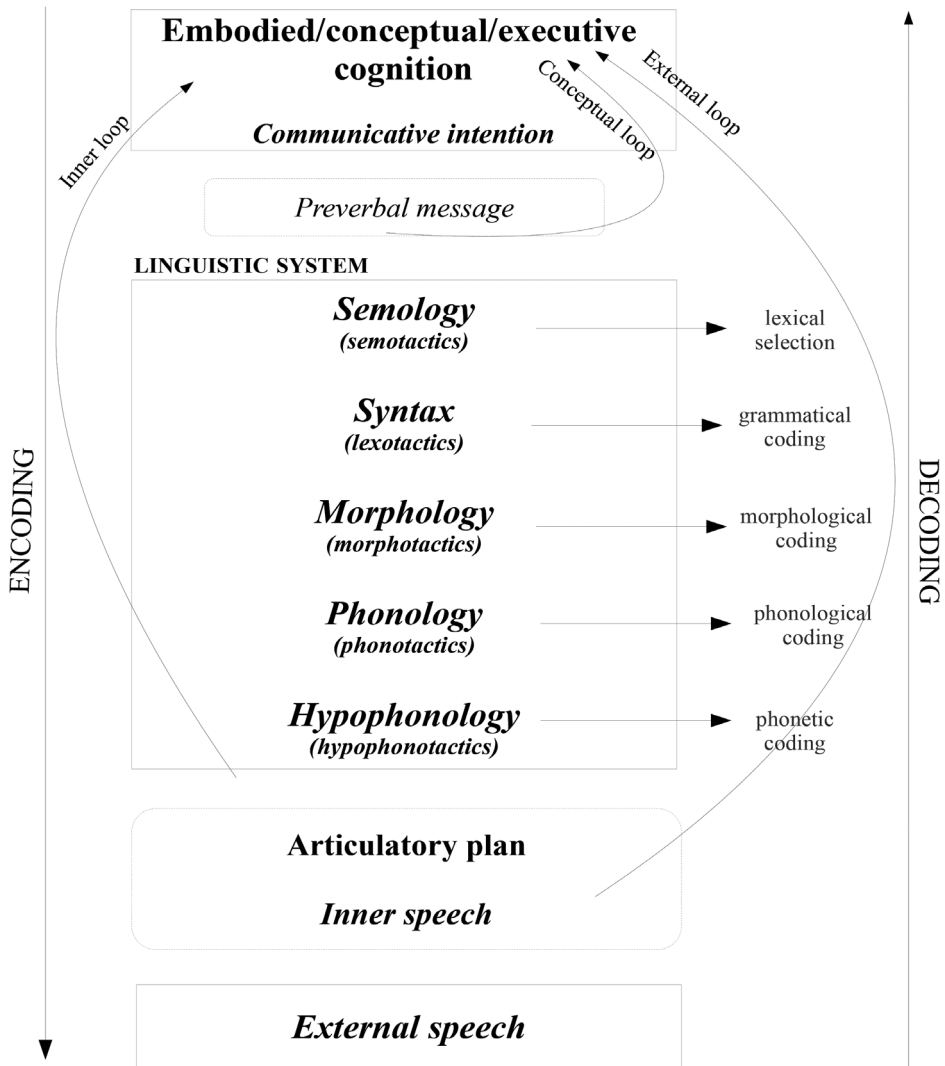 Embodied/conceptual/executive
cognition
Communicative intention
Inner loop
Conceptual loop
External loop
Preverbal message
LINGUISTIC SYSTEM
Semology
(semotactics)
lexical
selection
Syntax
(lexotactics)
grammatical
coding
ENCODING
DECODING
Morphology
(morphotactics)
morphological
coding
Phonology
(phonotactics)
phonological
coding
Hypophonology
(hypophonotactics)
phonetic
coding
Articulatory plan
Inner speech
External speech